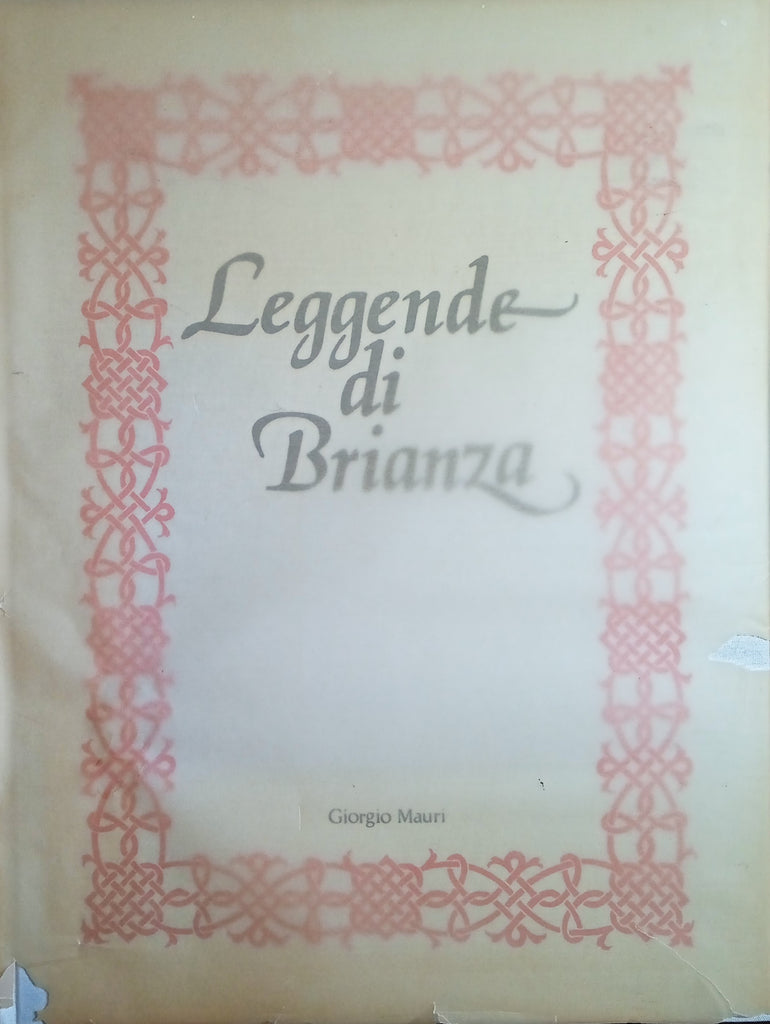 Leggende
di
Brianza
Giorgio Mauri